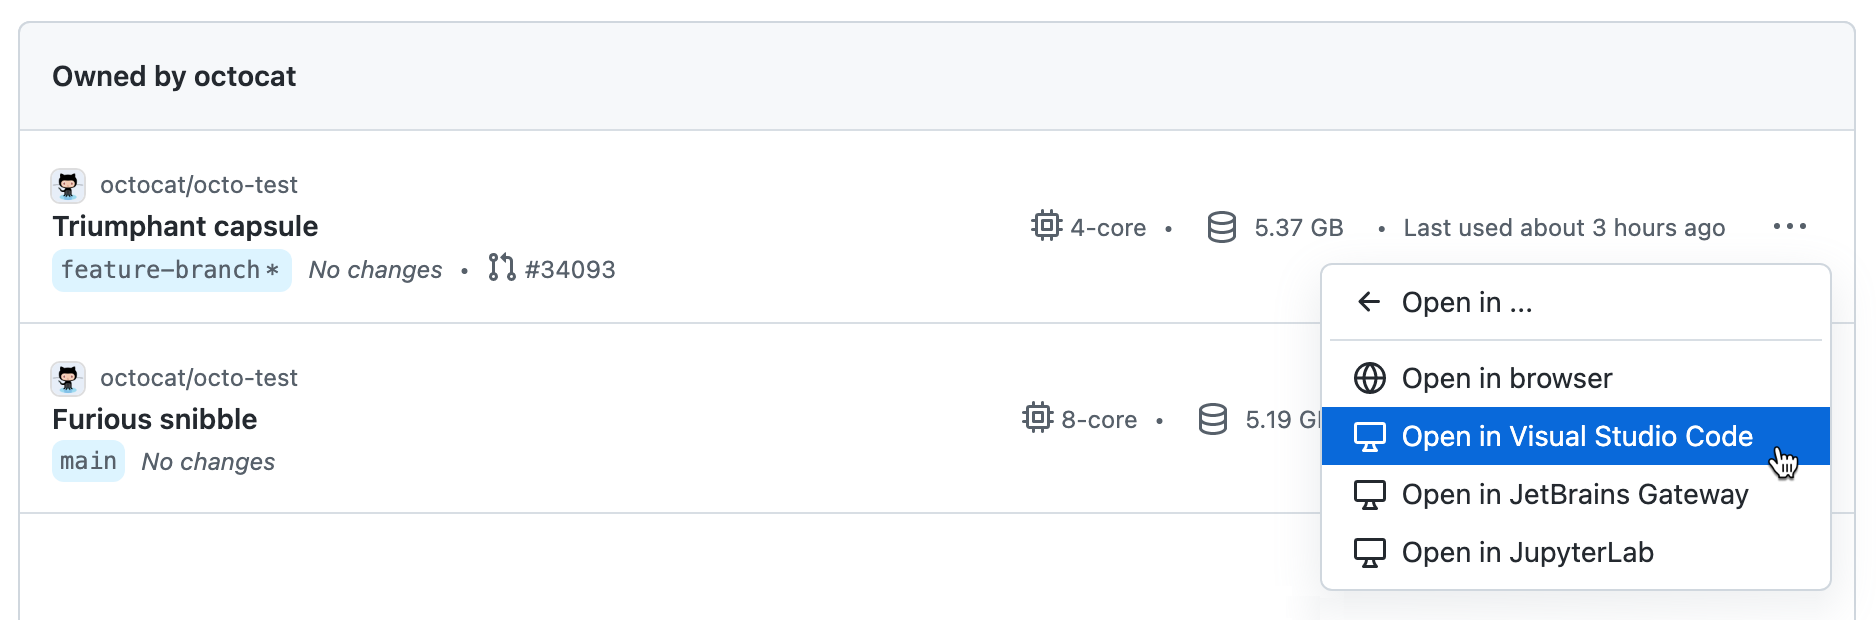 Owned by octocat
octocat/octo-test
Triumphant capsule
4-core • 5.37 GB • Last used about 3 hours ago ···
feature-branch* No changes • #34093
Open in ...
Open in browser
octocat/octo-test
Furious snibble
8-core • 5.19
main No changes
Open in Visual Studio Code
Open in JetBrains Gateway
Open in JupyterLab